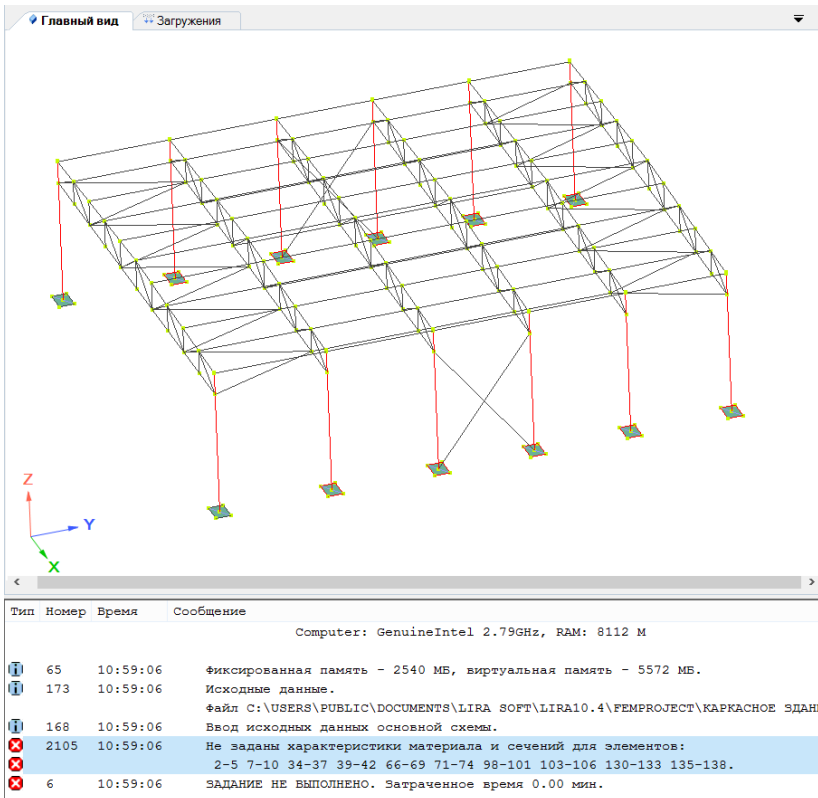 Главный вид
Загружения
Z
Y
X
Тип Номер Время Сообщение
Computer: GenuineIntel 2.79GHz, RAM: 8112 M
65 10:59:06 Фиксированная память - 2540 МБ, виртуальная память - 5572 МБ.
173 10:59:06 Исходные данные.
Файл C:\USERS\PUBLIC\DOCUMENTS\LIRA SOFT\LIRA10.4\FEMPROJECT\КАРКАСНОЕ ЗДАН
168 10:59:06 Ввод исходных данных основной схемы.
2105 10:59:06 Не заданы характеристики материала и сечений для элементов:
2-5 7-10 34-37 39-42 66-69 71-74 98-101 103-106 130-133 135-138.
6 10:59:06 ЗАДАНИЕ НЕ ВЫПОЛНЕНО. Затраченное время 0.00 мин.